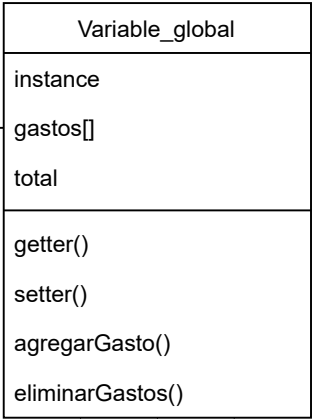 Variable_global
instance
gastos[]
total
getter()
setter()
agregarGasto()
eliminarGastos()